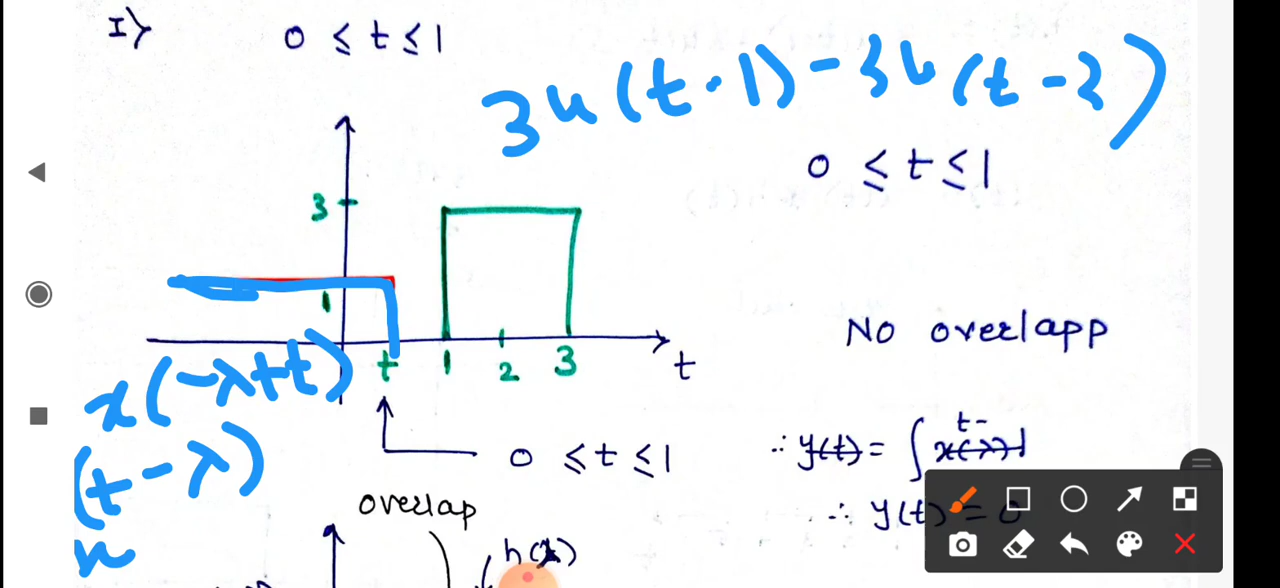 I) 0 ≤ t ≤ 1
3u(t-1) - 3u(t-3)
0 ≤ t ≤ 1
3
1
t 1 2 3 t
No overlapp
x(-λ+t)
(t-λ)
x
0 ≤ t ≤ 1
∴ y(t) = ∫
∴ y(t) = 0
overlap